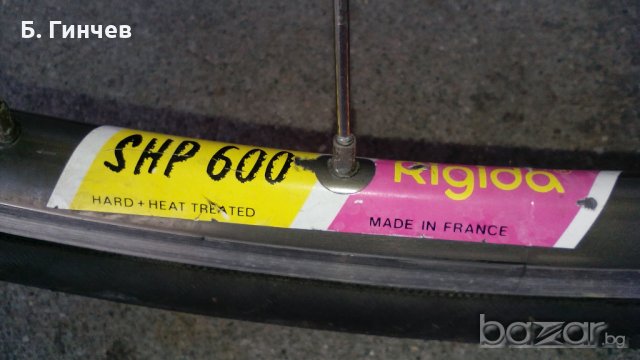 Б. Гинчев
SHP 600
Rigida
HARD + HEAT TREATED
MADE IN FRANCE
bazar.bg